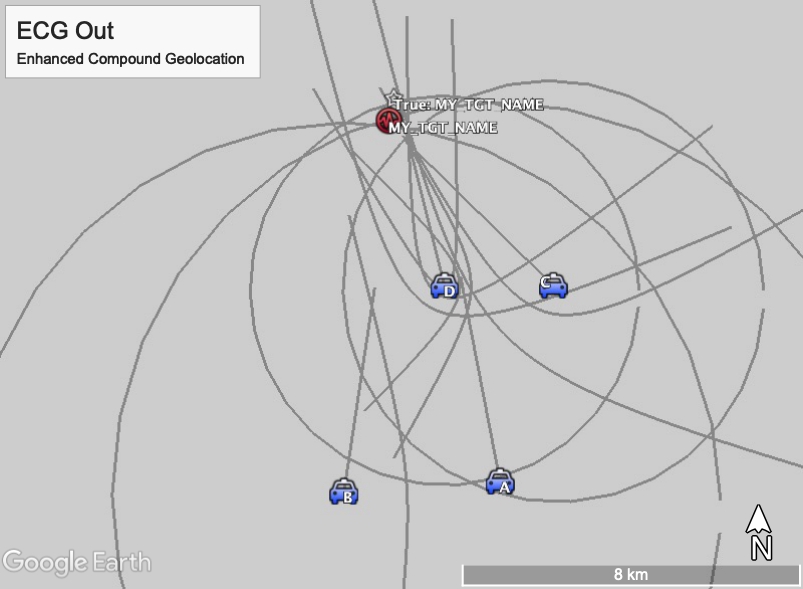 ECG Out
Enhanced Compound Geolocation
True: MY_TGT_NAME
MY_TGT_NAME
D
C
B
A
N
Google Earth
8 km